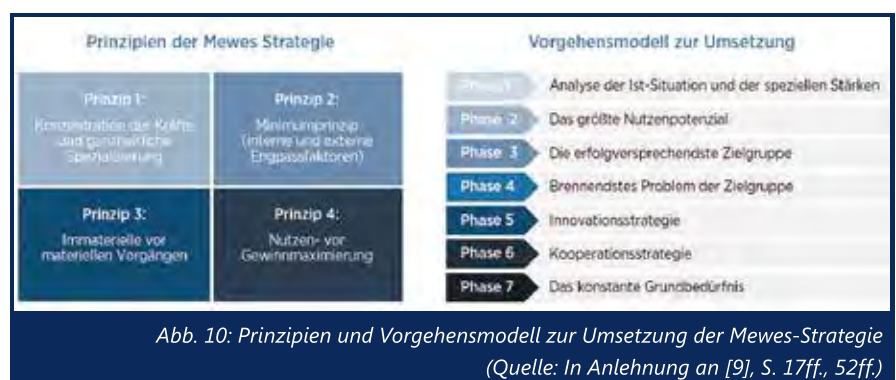 Prinzipien der Mewes Strategie
Prinzip 1:
Konzentration der Kräfte
und ganzheitliche
Spezialisierung
Prinzip 2:
Minimumprinzip
(interne und externe
Engpassfaktoren)
Prinzip 3:
Immaterielle vor
materiellen Vorgängen
Prinzip 4:
Nutzen- vor
Gewinnmaximierung
Vorgehensmodell zur Umsetzung
Phase 1 Analyse der Ist-Situation und der speziellen Stärken
Phase 2 Das größte Nutzenpotenzial
Phase 3 Die erfolgversprechendste Zielgruppe
Phase 4 Brennendstes Problem der Zielgruppe
Phase 5 Innovationsstrategie
Phase 6 Kooperationsstrategie
Phase 7 Das konstante Grundbedürfnis
Abb. 10: Prinzipien und Vorgehensmodell zur Umsetzung der Mewes-Strategie
(Quelle: In Anlehnung an [9], S. 17ff., 52ff.)